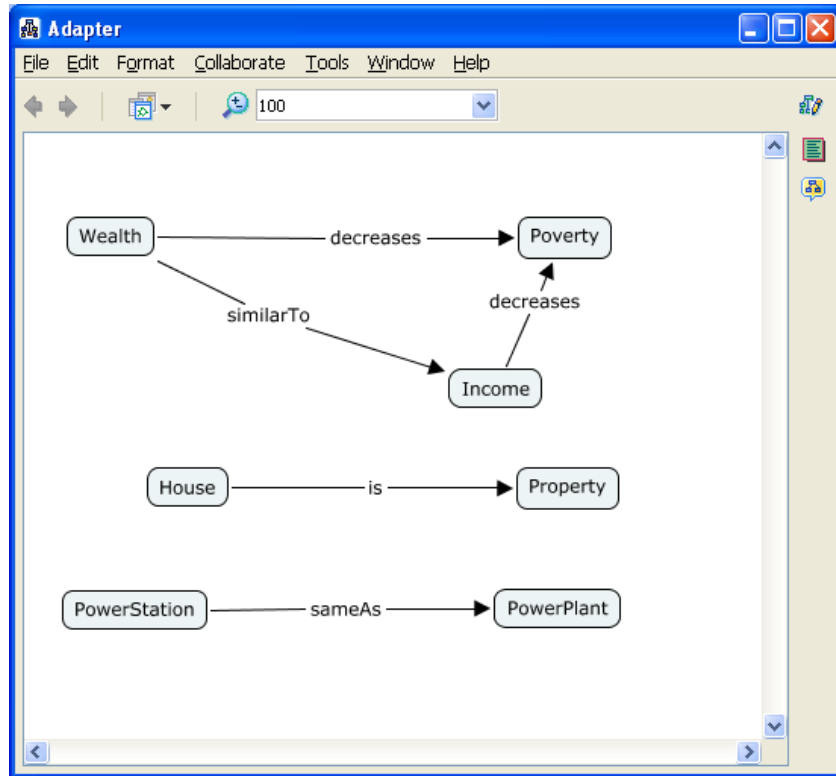 Adapter
File Edit Format Collaborate Tools Window Help
100
Wealth decreases Poverty
similarTo decreases
Income
House is Property
PowerStation sameAs PowerPlant